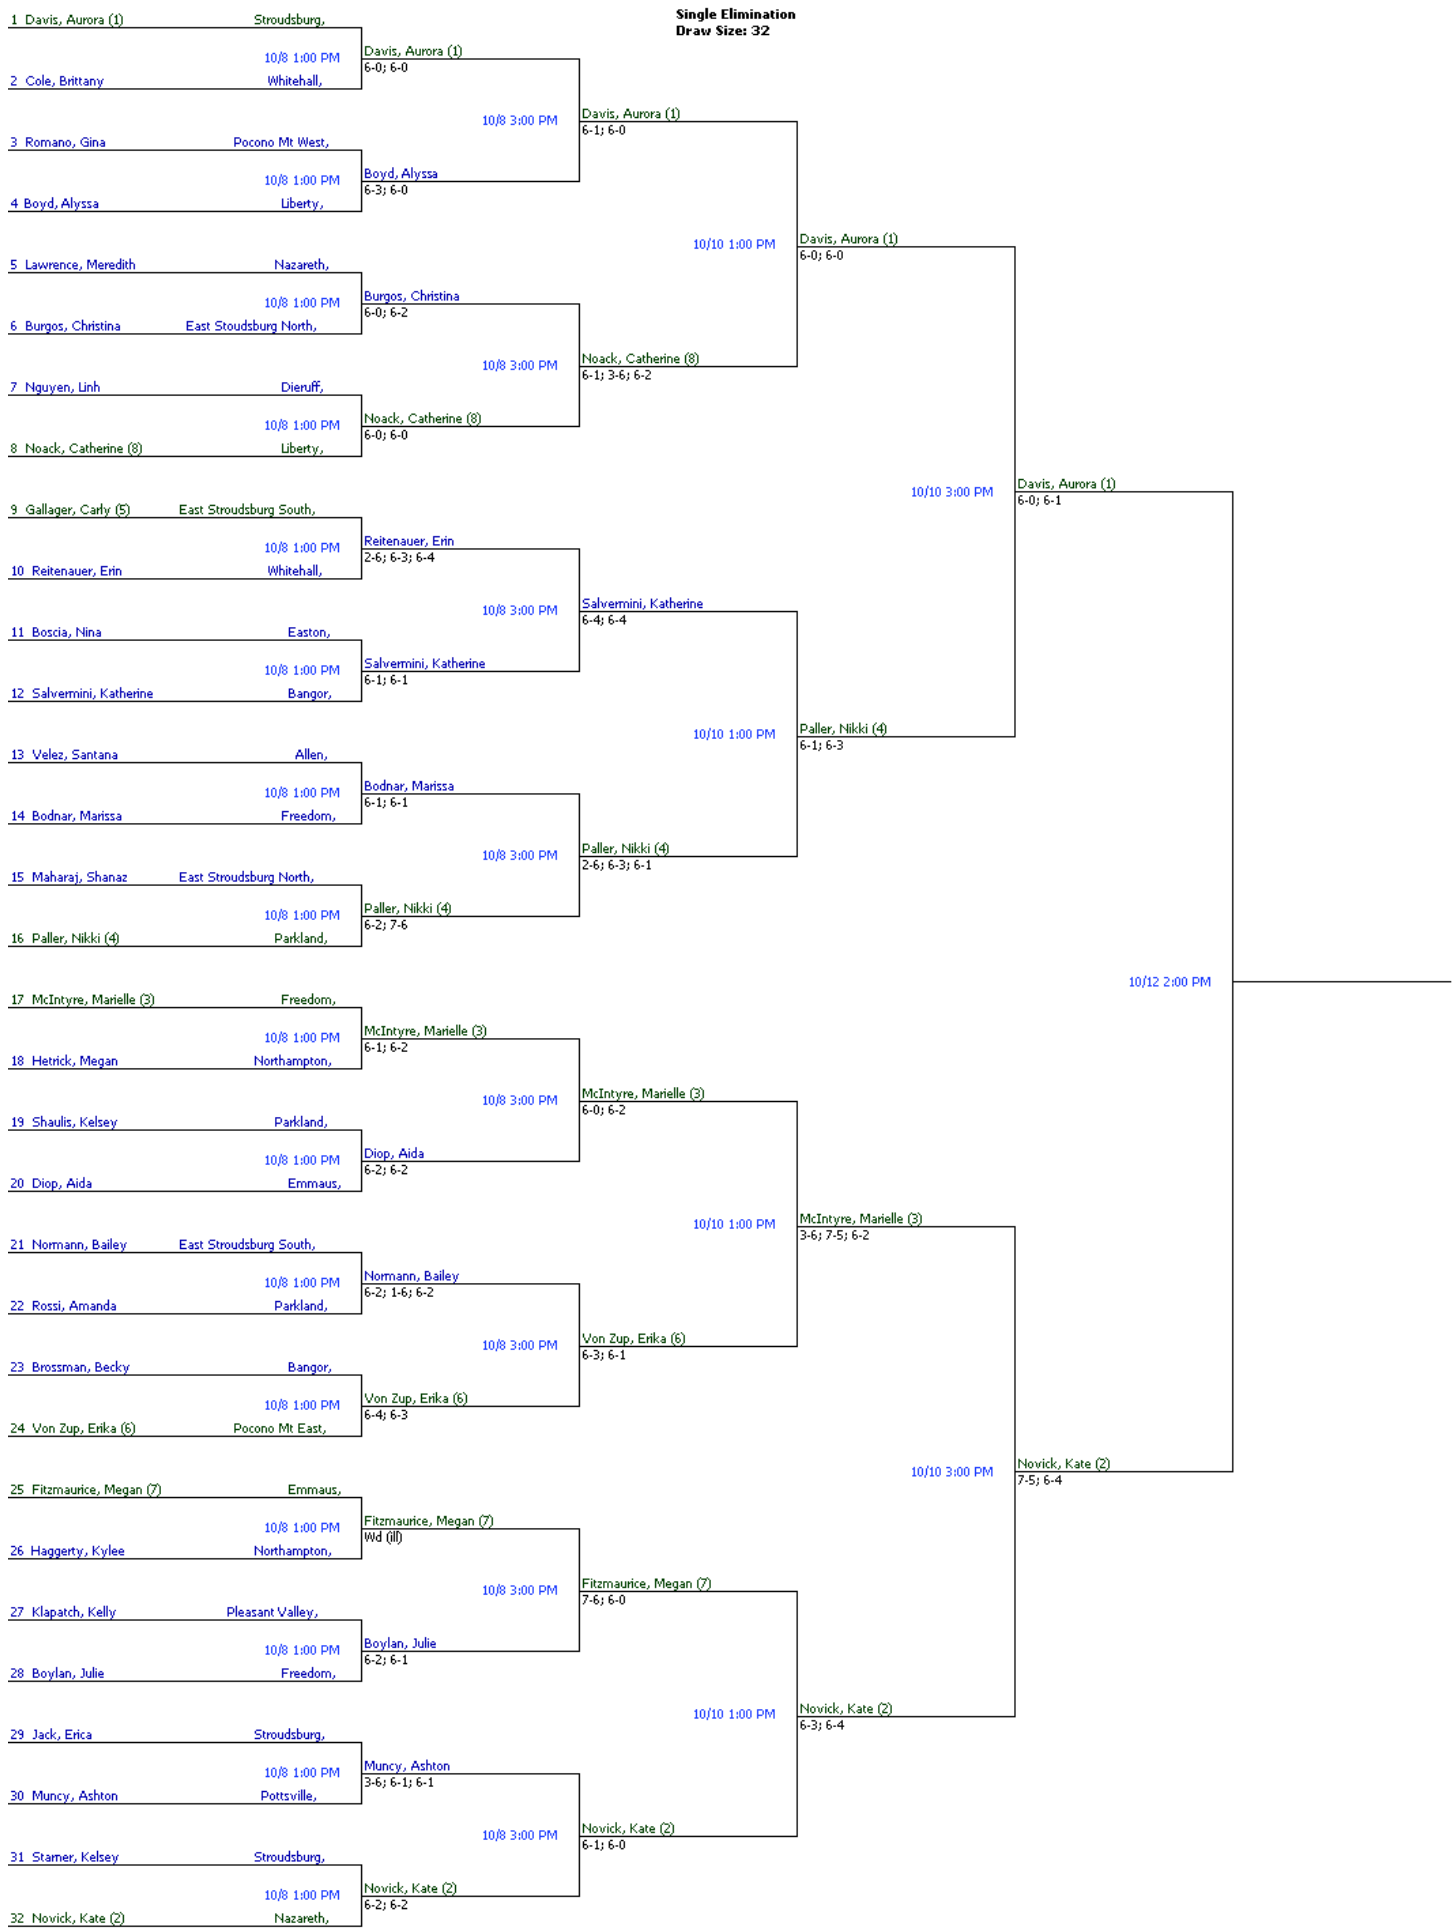 Single Elimination
Draw Size: 32
1 Davis, Aurora (1) Stroudsburg,
10/8 1:00 PM
2 Cole, Brittany Whitehall,
3 Romano, Gina Pocono Mt West,
10/8 1:00 PM
4 Boyd, Alyssa Liberty,
5 Lawrence, Meredith Nazareth,
10/8 1:00 PM
6 Burgos, Christina East Stoudsburg North,
7 Nguyen, Linh Dieruff,
10/8 1:00 PM
8 Noack, Catherine (8) Liberty,
9 Gallager, Carly (5) East Stroudsburg South,
10/8 1:00 PM
10 Reitenauer, Erin Whitehall,
11 Boscia, Nina Easton,
10/8 1:00 PM
12 Salvermini, Katherine Bangor,
13 Velez, Santana Allen,
10/8 1:00 PM
14 Bodnar, Marissa Freedom,
15 Maharaj, Shanaz East Stroudsburg North,
10/8 1:00 PM
16 Paller, Nikki (4) Parkland,
17 McIntyre, Marielle (3) Freedom,
10/8 1:00 PM
18 Hetrick, Megan Northampton,
19 Shaulis, Kelsey Parkland,
10/8 1:00 PM
20 Diop, Aida Emmaus,
21 Normann, Bailey East Stroudsburg South,
10/8 1:00 PM
22 Rossi, Amanda Parkland,
23 Brossman, Becky Bangor,
10/8 1:00 PM
24 Von Zup, Erika (6) Pocono Mt East,
25 Fitzmaurice, Megan (7) Emmaus,
10/8 1:00 PM
26 Haggerty, Kylee Northampton,
27 Klapatch, Kelly Pleasant Valley,
10/8 1:00 PM
28 Boylan, Julie Freedom,
29 Jack, Erica Stroudsburg,
10/8 1:00 PM
30 Muncy, Ashton Pottsville,
31 Starner, Kelsey Stroudsburg,
10/8 1:00 PM
32 Novick, Kate (2) Nazareth,
Davis, Aurora (1)
6-0; 6-0
10/8 3:00 PM
Boyd, Alyssa
6-3; 6-0
Burgos, Christina
6-0; 6-2
10/8 3:00 PM
Noack, Catherine (8)
6-0; 6-0
Reitenauer, Erin
2-6; 6-3; 6-4
10/8 3:00 PM
Salvermini, Katherine
6-1; 6-1
Bodnar, Marissa
6-1; 6-1
10/8 3:00 PM
Paller, Nikki (4)
6-2; 7-6
McIntyre, Marielle (3)
6-1; 6-2
10/8 3:00 PM
Diop, Aida
6-2; 6-2
Normann, Bailey
6-2; 1-6; 6-2
10/8 3:00 PM
Von Zup, Erika (6)
6-4; 6-3
Fitzmaurice, Megan (7)
Wd (ill)
10/8 3:00 PM
Boylan, Julie
6-2; 6-1
Muncy, Ashton
3-6; 6-1; 6-1
10/8 3:00 PM
Novick, Kate (2)
6-2; 6-2
Davis, Aurora (1)
6-1; 6-0
10/10 1:00 PM
Noack, Catherine (8)
6-1; 3-6; 6-2
Salvermini, Katherine
6-4; 6-4
10/10 1:00 PM
Paller, Nikki (4)
2-6; 6-3; 6-1
McIntyre, Marielle (3)
6-0; 6-2
10/10 1:00 PM
Von Zup, Erika (6)
6-3; 6-1
Fitzmaurice, Megan (7)
7-6; 6-0
10/10 1:00 PM
Novick, Kate (2)
6-1; 6-0
Davis, Aurora (1)
6-0; 6-0
10/10 3:00 PM
Paller, Nikki (4)
6-1; 6-3
McIntyre, Marielle (3)
3-6; 7-5; 6-2
10/10 3:00 PM
Novick, Kate (2)
6-3; 6-4
Davis, Aurora (1)
6-0; 6-1
10/12 2:00 PM
Novick, Kate (2)
7-5; 6-4